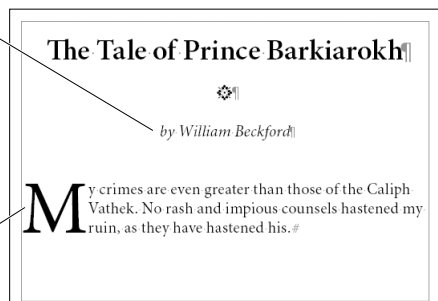 The Tale of Prince Barkiarokh¶
¶
by William Beckford¶
My crimes are even greater than those of the Caliph
Vathek. No rash and impious counsels hastened my
ruin, as they have hastened his.#